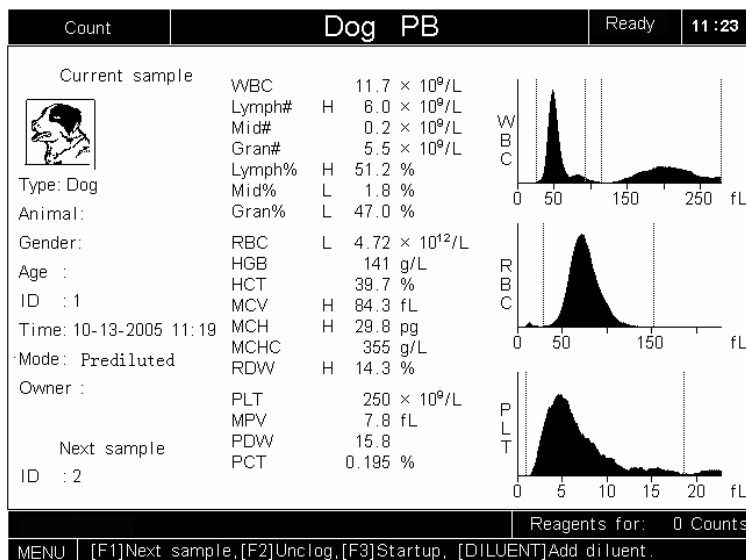 Count Dog PB Ready 11:23
Current sample
Type: Dog
Animal:
Gender:
Age :
ID : 1
Time: 10-13-2005 11:19
Mode: Prediluted
Owner :
Next sample
ID : 2
WBC 11.7 × 10⁹/L
Lymph# H 6.0 × 10⁹/L
Mid# 0.2 × 10⁹/L
Gran# 5.5 × 10⁹/L
Lymph% H 51.2 %
Mid% L 1.8 %
Gran% L 47.0 %
RBC L 4.72 × 10¹²/L
HGB 141 g/L
HCT 39.7 %
MCV H 84.3 fL
MCH H 29.8 pg
MCHC 355 g/L
RDW H 14.3 %
PLT 250 × 10⁹/L
MPV 7.8 fL
PDW 15.8
PCT 0.195 %
WBC
0 50 150 250 fL
RBC
0 50 150 fL
PLT
0 5 10 15 20 fL
Reagents for: 0 Counts
MENU [F1]Next sample,[F2]Unclog,[F3]Startup, [DILUENT]Add diluent.